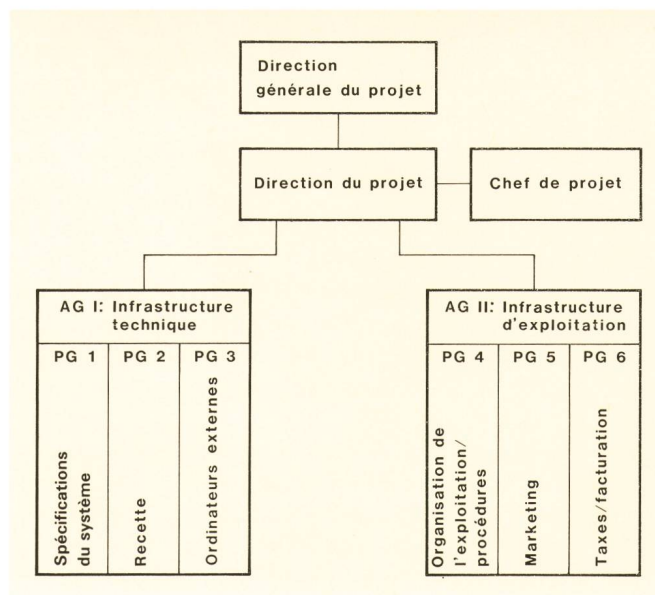 Direction
générale du projet
Direction du projet
Chef de projet
AG I: Infrastructure
technique
PG 1
PG 2
PG 3
Spécifications
du système
Recette
Ordinateurs externes
AG II: Infrastructure
d'exploitation
PG 4
PG 5
PG 6
Organisation de
l'exploitation/
procédures
Marketing
Taxes/facturation